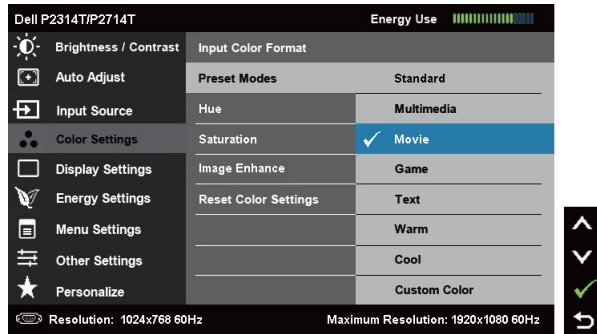 Dell P2314T/P2714T Energy Use
Brightness / Contrast Input Color Format
Auto Adjust Preset Modes Standard
Input Source Hue Multimedia
Color Settings Saturation Movie
Display Settings Image Enhance Game
Energy Settings Reset Color Settings Text
Menu Settings Warm
Other Settings Cool
Personalize Custom Color
Resolution: 1024x768 60Hz Maximum Resolution: 1920x1080 60Hz